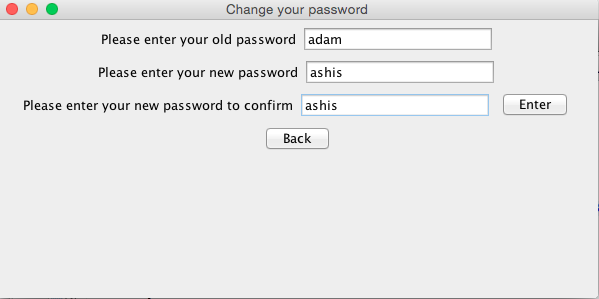 Change your password
Please enter your old password adam
Please enter your new password ashis
Please enter your new password to confirm ashis Enter
Back